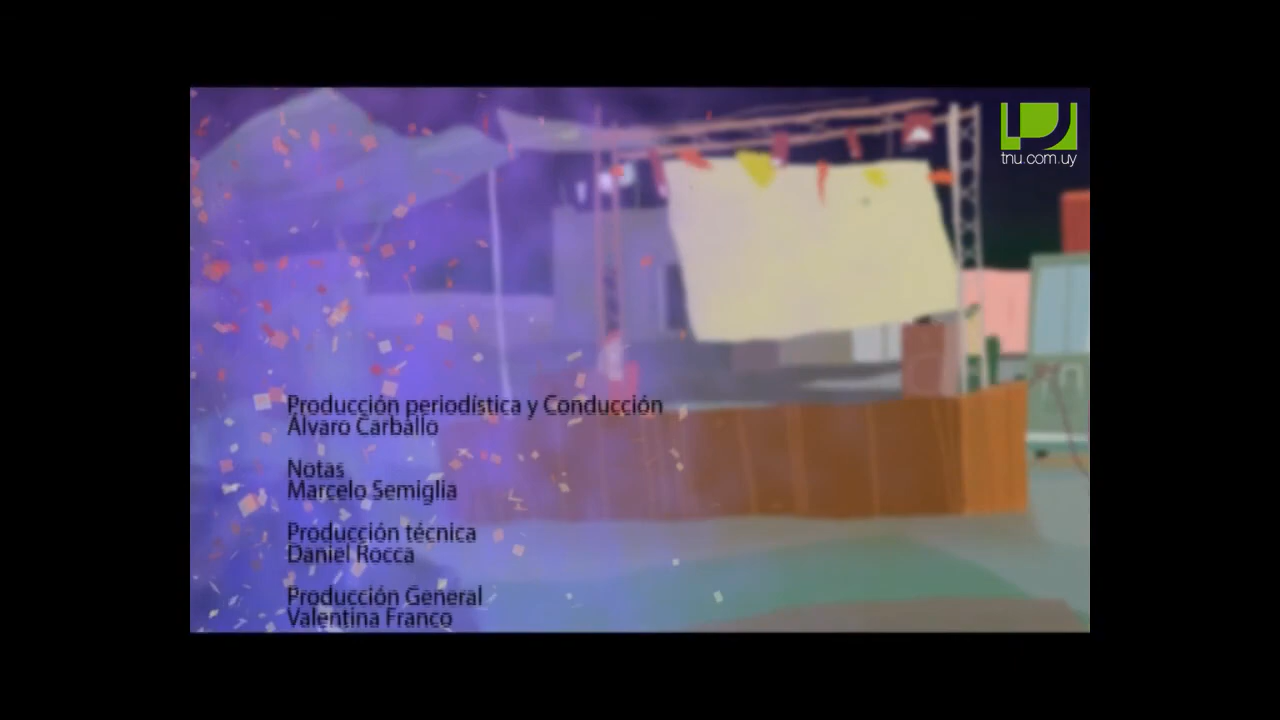 tnu.com.uy
Producción periodística y Conducción
Álvaro Carballo
Notas
Marcelo Semiglia
Producción técnica
Daniel Rocca
Producción General
Valentina Franco